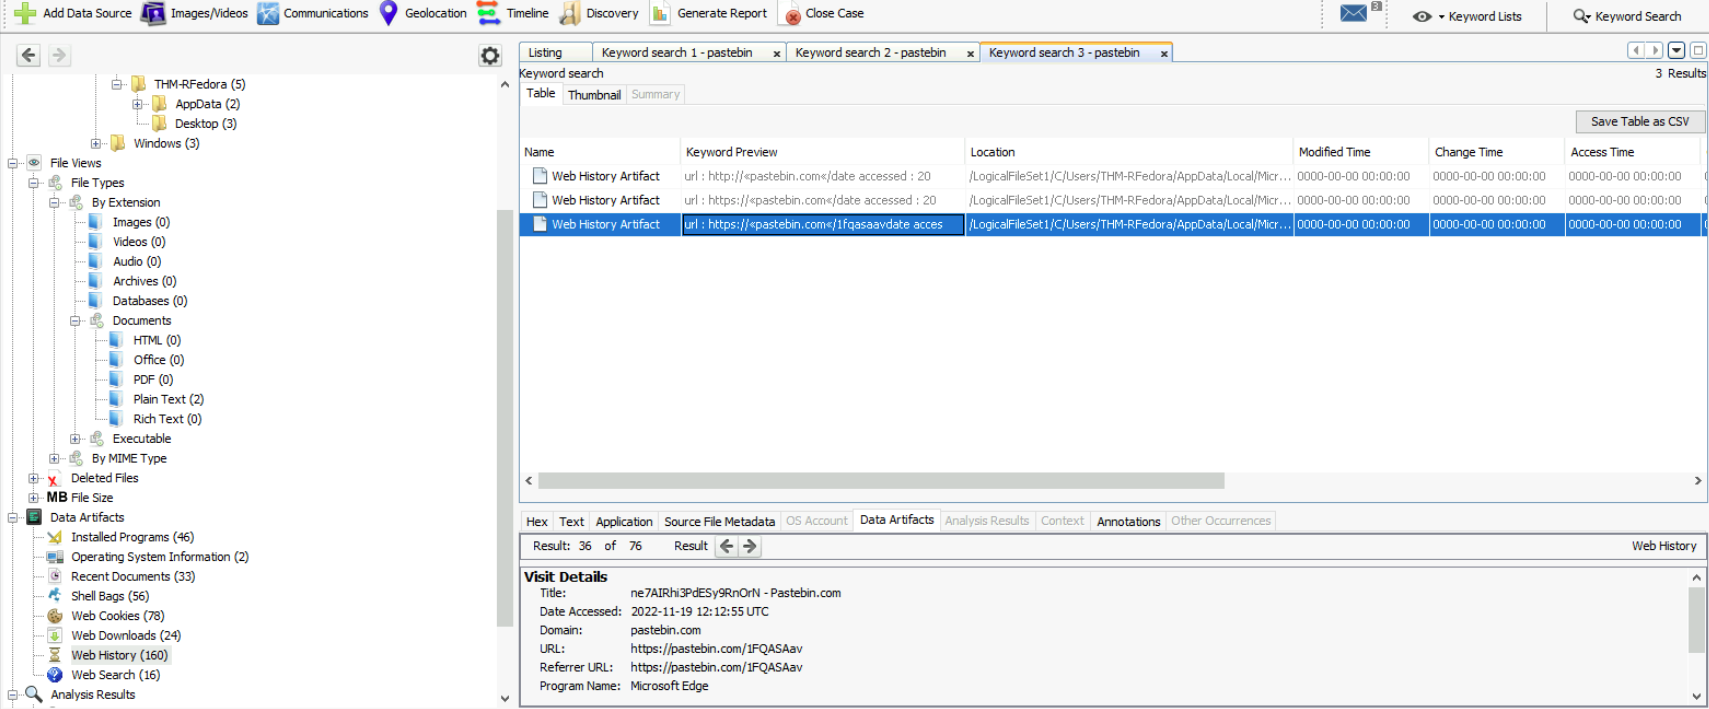 Add Data Source Images/Videos Communications Geolocation Timeline Discovery Generate Report Close Case 3 Keyword Lists Keyword Search
Listing Keyword search 1 - pastebin x Keyword search 2 - pastebin x Keyword search 3 - pastebin x
Keyword search 3 Results
Table Thumbnail Summary
Save Table as CSV
Name Keyword Preview Location Modified Time Change Time Access Time
Web History Artifact url : http://«pastebin.com«/date accessed : 20 /LogicalFileSet1/C/Users/THM-RFedora/AppData/Local/Micr... 0000-00-00 00:00:00 0000-00-00 00:00:00 0000-00-00 00:00:00
Web History Artifact url : https://«pastebin.com«/date accessed : 20 /LogicalFileSet1/C/Users/THM-RFedora/AppData/Local/Micr... 0000-00-00 00:00:00 0000-00-00 00:00:00 0000-00-00 00:00:00
Web History Artifact url : https://«pastebin.com«/1fqasaavdate acces /LogicalFileSet1/C/Users/THM-RFedora/AppData/Local/Micr... 0000-00-00 00:00:00 0000-00-00 00:00:00 0000-00-00 00:00:00
THM-RFedora (5)
AppData (2)
Desktop (3)
Windows (3)
File Views
File Types
By Extension
Images (0)
Videos (0)
Audio (0)
Archives (0)
Databases (0)
Documents
HTML (0)
Office (0)
PDF (0)
Plain Text (2)
Rich Text (0)
Executable
By MIME Type
Deleted Files
MB File Size
Data Artifacts
Installed Programs (46)
Operating System Information (2)
Recent Documents (33)
Shell Bags (56)
Web Cookies (78)
Web Downloads (24)
Web History (160)
Web Search (16)
Analysis Results
Hex Text Application Source File Metadata OS Account Data Artifacts Analysis Results Context Annotations Other Occurrences
Result: 36 of 76 Result Web History
Visit Details
Title: ne7AIRhi3PdESy9RnOrN - Pastebin.com
Date Accessed: 2022-11-19 12:12:55 UTC
Domain: pastebin.com
URL: https://pastebin.com/1FQASAav
Referrer URL: https://pastebin.com/1FQASAav
Program Name: Microsoft Edge